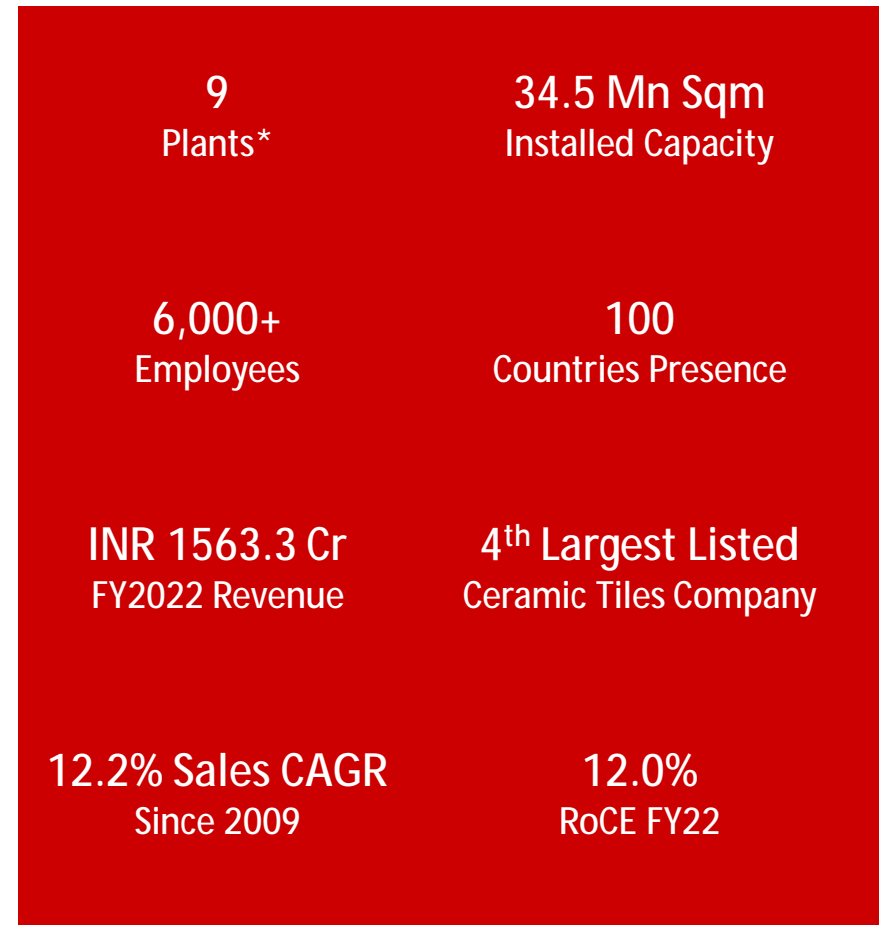 9
Plants*
34.5 Mn Sqm
Installed Capacity
6,000+
Employees
100
Countries Presence
INR 1563.3 Cr
FY2022 Revenue
4th Largest Listed
Ceramic Tiles Company
12.2% Sales CAGR
Since 2009
12.0%
RoCE FY22